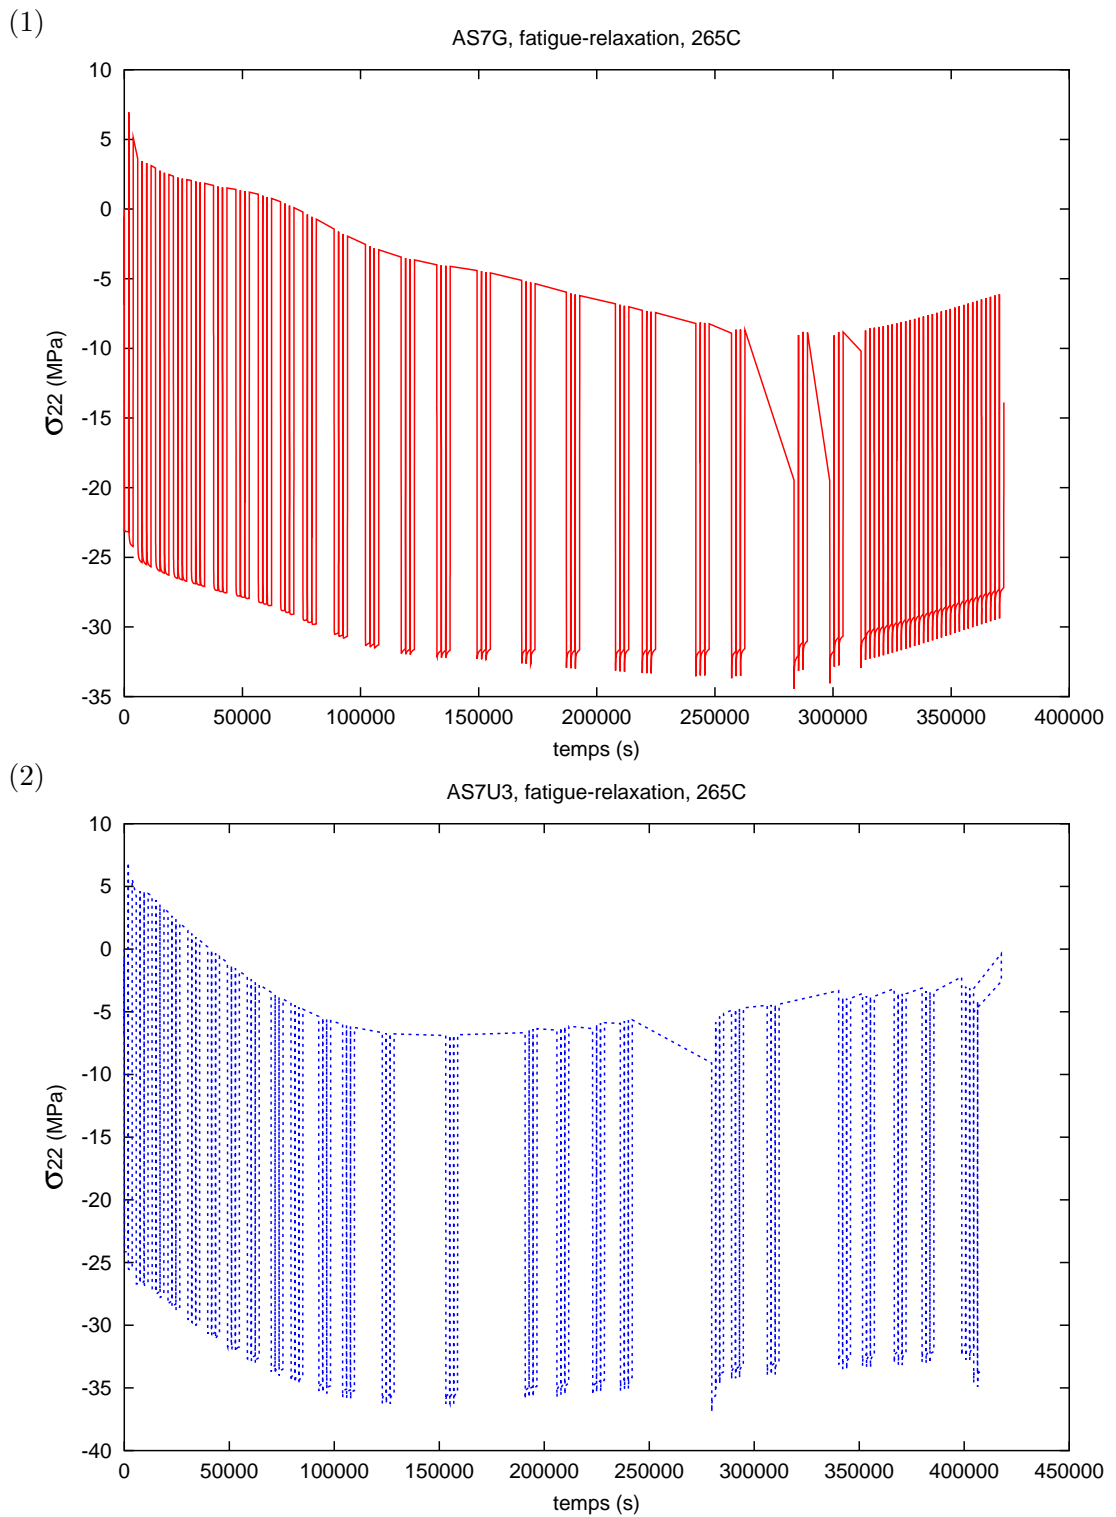 (1)
AS7G, fatigue-relaxation, 265C
10
5
0
-5
-10
-15
-20
-25
-30
-35
σ22 (MPa)
0 50000 100000 150000 200000 250000 300000 350000 400000
temps (s)
(2)
AS7U3, fatigue-relaxation, 265C
10
5
0
-5
-10
-15
-20
-25
-30
-35
-40
σ22 (MPa)
0 50000 100000 150000 200000 250000 300000 350000 400000 450000
temps (s)